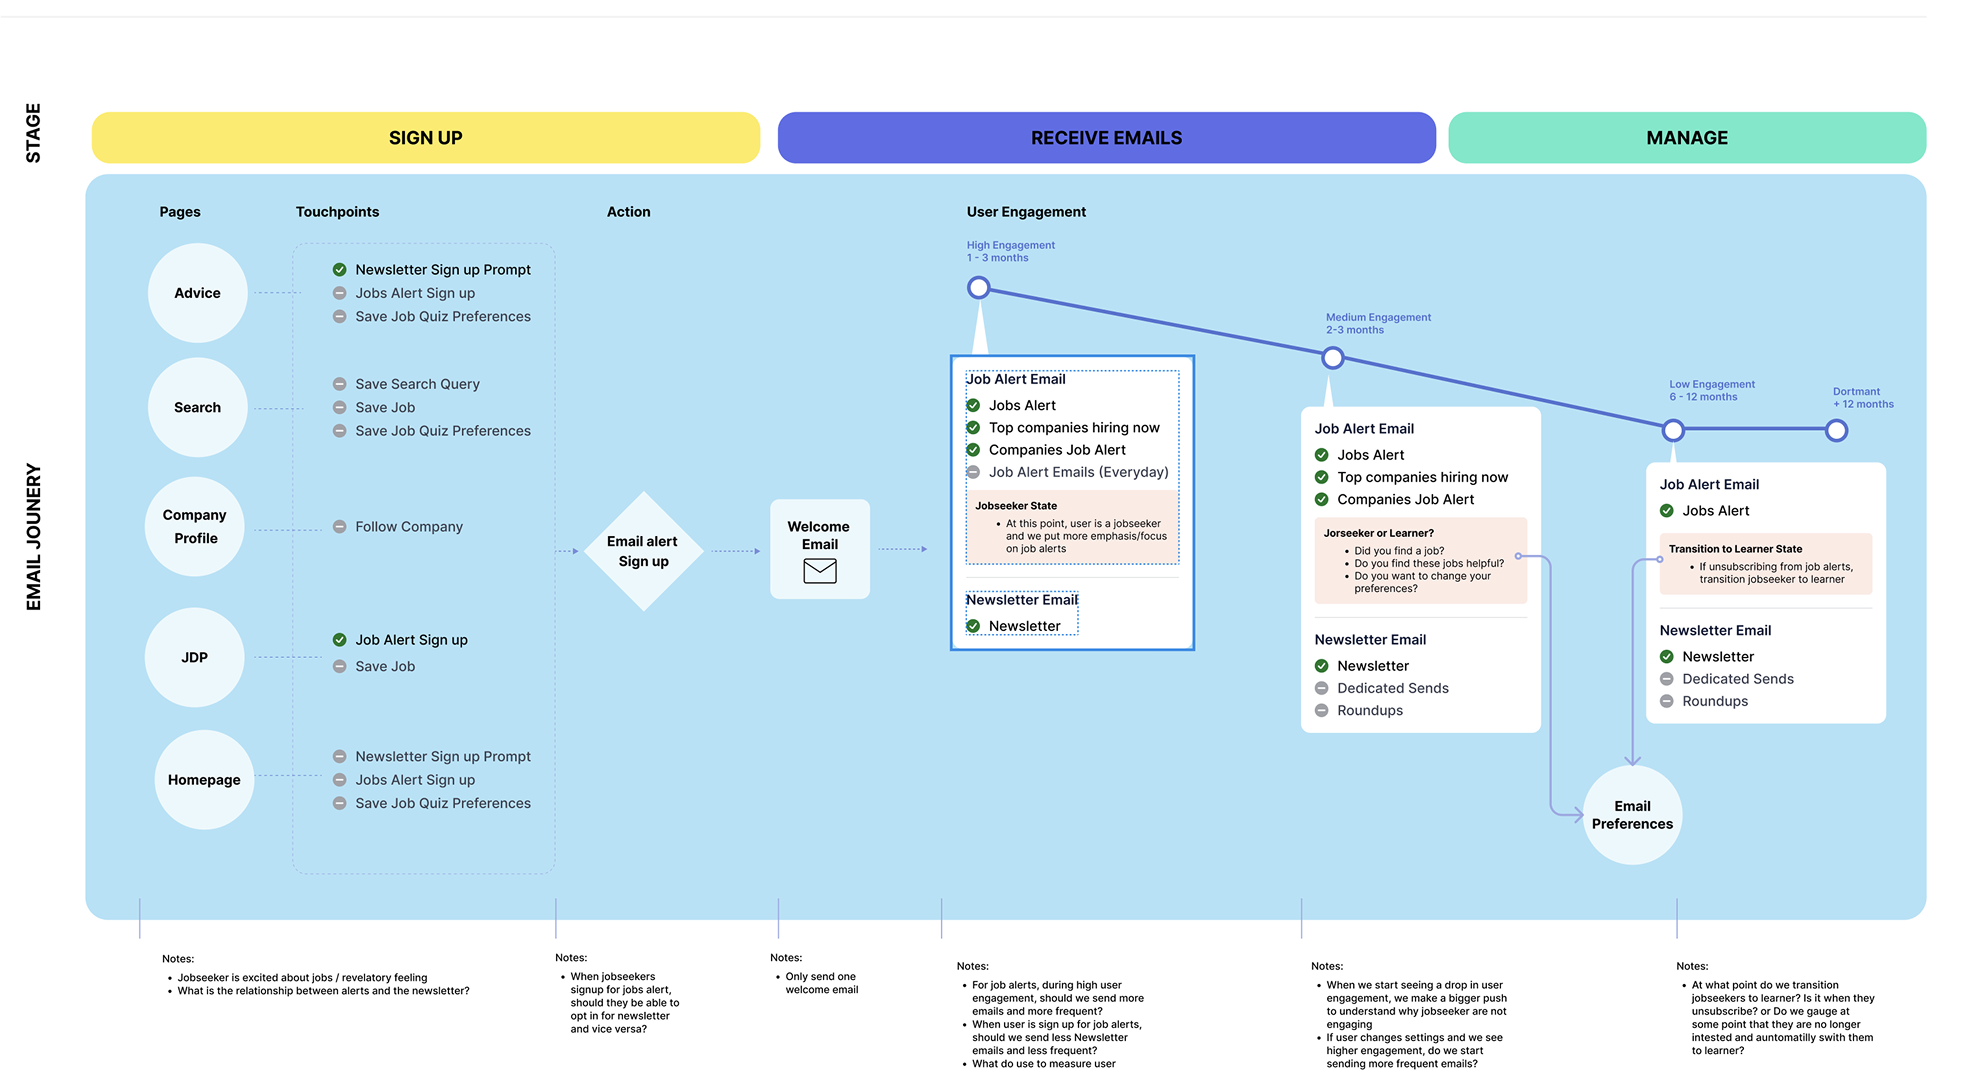 STAGE
SIGN UP
RECEIVE EMAILS
MANAGE
EMAIL JOUNERY
Pages
Touchpoints
Action
User Engagement
Advice
Newsletter Sign up Prompt
Jobs Alert Sign up
Save Job Quiz Preferences
Search
Save Search Query
Save Job
Save Job Quiz Preferences
Company
Profile
Follow Company
JDP
Job Alert Sign up
Save Job
Homepage
Newsletter Sign up Prompt
Jobs Alert Sign up
Save Job Quiz Preferences
Email alert
Sign up
Welcome
Email
High Engagement
1 - 3 months
Job Alert Email
Jobs Alert
Top companies hiring now
Companies Job Alert
Job Alert Emails (Everyday)
Jobseeker State
• At this point, user is a jobseeker
and we put more emphasis/focus
on job alerts
Newsletter Email
Newsletter
Medium Engagement
2-3 months
Job Alert Email
Jobs Alert
Top companies hiring now
Companies Job Alert
Jorseeker or Learner?
• Did you find a job?
• Do you find these jobs helpful?
• Do you want to change your
preferences?
Newsletter Email
Newsletter
Dedicated Sends
Roundups
Low Engagement
6 - 12 months
Dortmant
+ 12 months
Job Alert Email
Jobs Alert
Transition to Learner State
• If unsubscribing from job alerts,
transition jobseeker to learner
Newsletter Email
Newsletter
Dedicated Sends
Roundups
Email
Preferences
Notes:
• Jobseeker is excited about jobs / revelatory feeling
• What is the relationship between alerts and the newsletter?
Notes:
• When jobseekers
signup for jobs alert,
should they be able to
opt in for newsletter
and vice versa?
Notes:
• Only send one
welcome email
Notes:
• For job alerts, during high user
engagement, should we send more
emails and more frequent?
• When user is sign up for job alerts,
should we send less Newsletter
emails and less frequent?
• What do use to measure user
Notes:
• When we start seeing a drop in user
engagement, we make a bigger push
to understand why jobseeker are not
engaging
• If user changes settings and we see
higher engagement, do we start
sending more frequent emails?
Notes:
• At what point do we transition
jobseekers to learner? Is it when they
unsubscribe? or Do we gauge at
some point that they are no longer
intested and auntomatilly swith them
to learner?